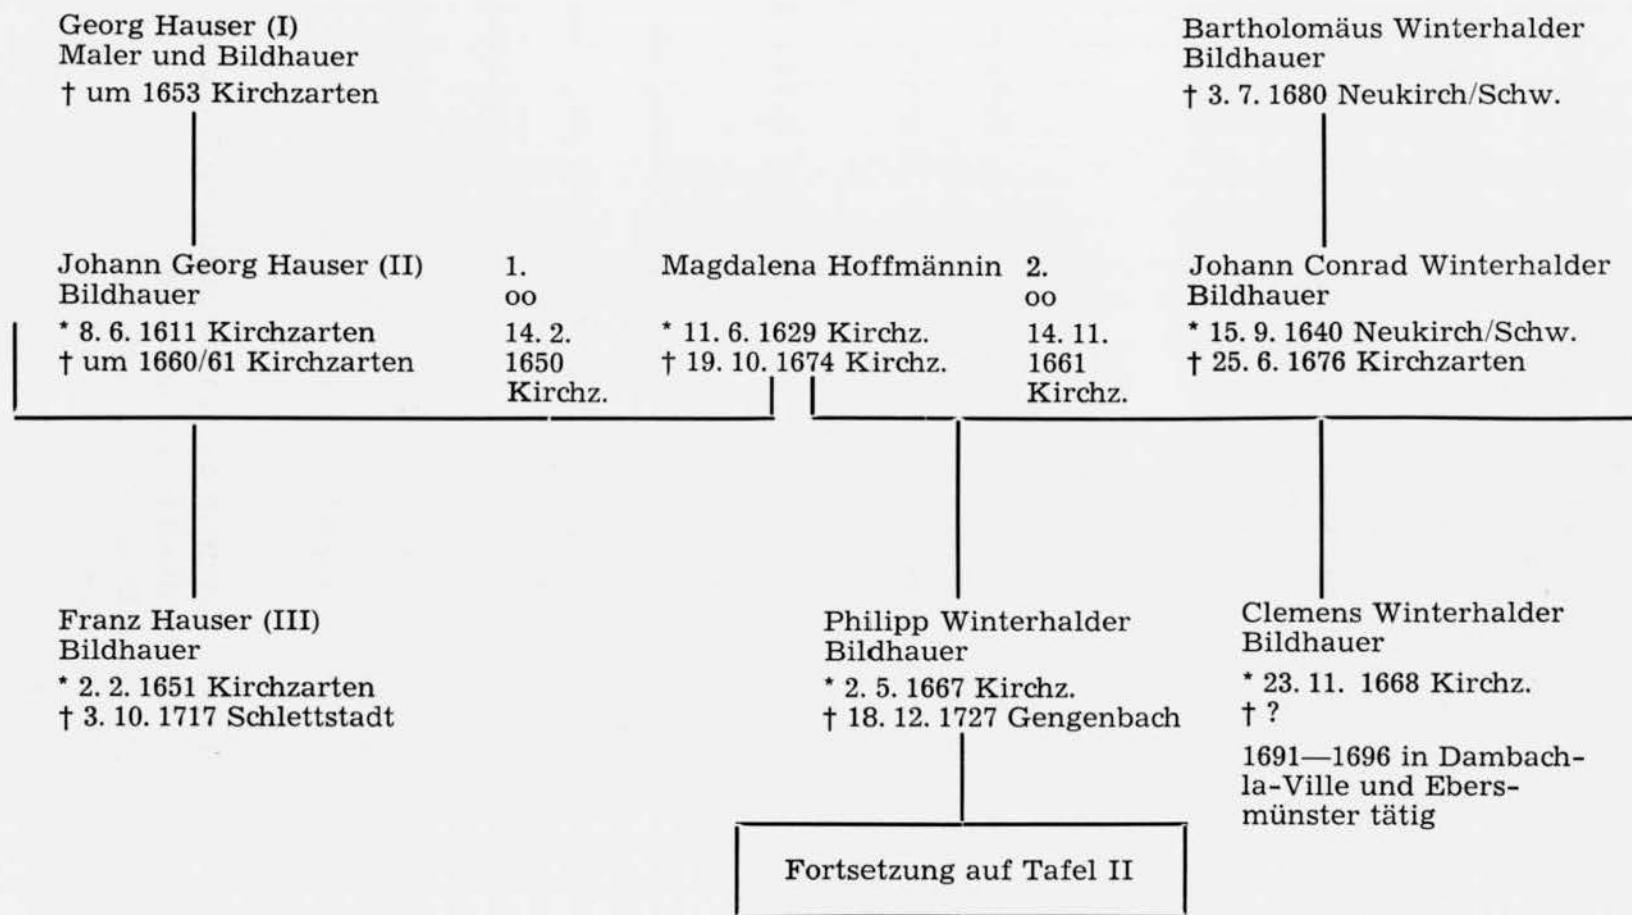 Georg Hauser (I)
Maler und Bildhauer
† um 1653 Kirchzarten
Bartholomäus Winterhalder
Bildhauer
† 3. 7. 1680 Neukirch/Schw.
Johann Georg Hauser (II)
Bildhauer
* 8. 6. 1611 Kirchzarten
† um 1660/61 Kirchzarten
1.
oo
14. 2.
1650
Kirchz.
Magdalena Hoffmännin
* 11. 6. 1629 Kirchz.
† 19. 10. 1674 Kirchz.
2.
oo
14. 11.
1661
Kirchz.
Johann Conrad Winterhalder
Bildhauer
* 15. 9. 1640 Neukirch/Schw.
† 25. 6. 1676 Kirchzarten
Franz Hauser (III)
Bildhauer
* 2. 2. 1651 Kirchzarten
† 3. 10. 1717 Schlettstadt
Philipp Winterhalder
Bildhauer
* 2. 5. 1667 Kirchz.
† 18. 12. 1727 Gengenbach
Clemens Winterhalder
Bildhauer
* 23. 11. 1668 Kirchz.
† ?
1691—1696 in Dambach-
la-Ville und Ebers-
münster tätig
Fortsetzung auf Tafel II